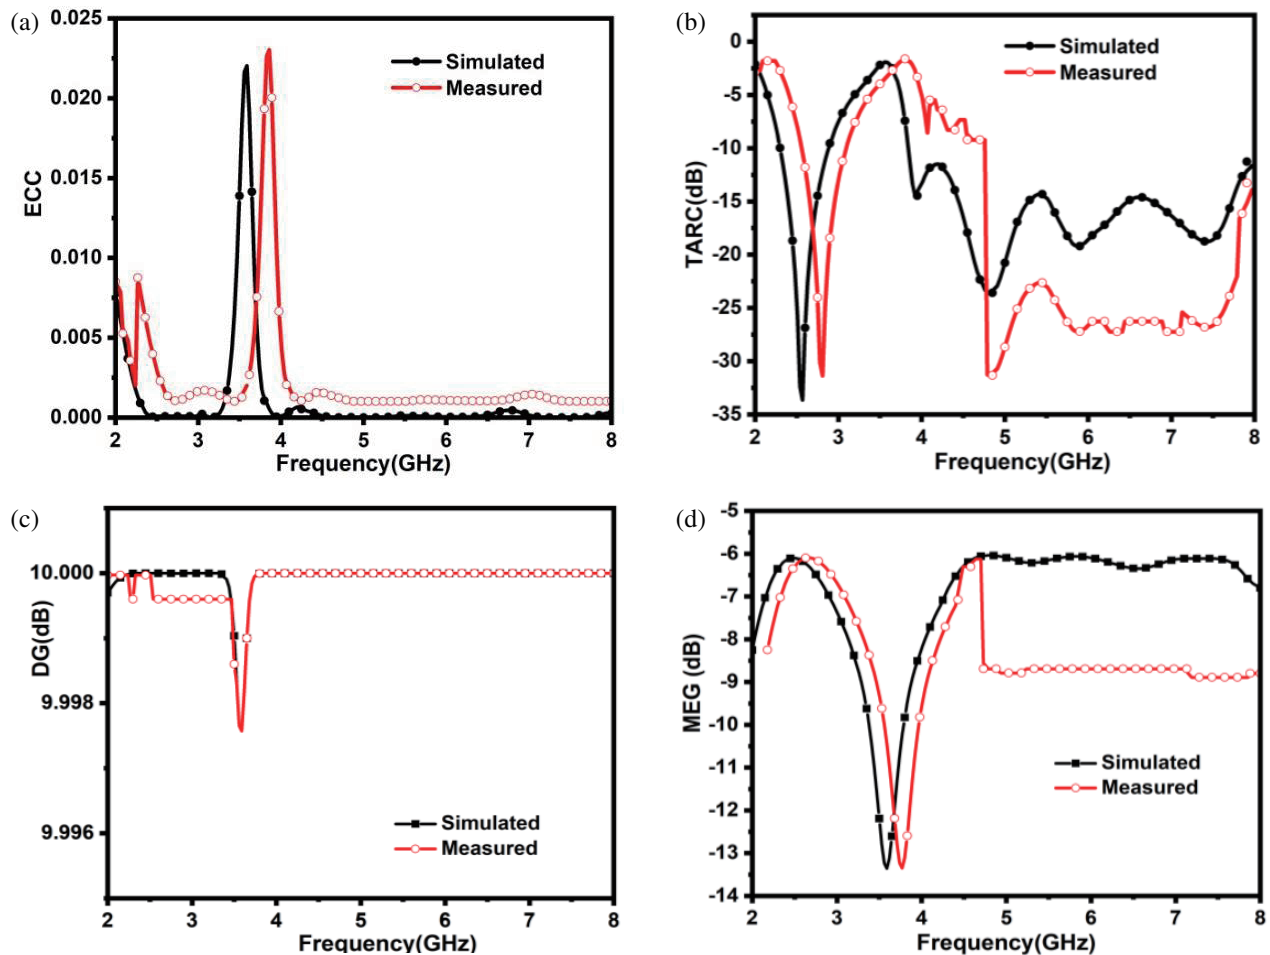 (a)
0.025
0.020
0.015
0.010
0.005
0.000
ECC
Simulated
Measured
2 3 4 5 6 7 8
Frequency(GHz)
(b)
0
-5
-10
-15
-20
-25
-30
-35
TARC(dB)
Simulated
Measured
2 3 4 5 6 7 8
Frequency(GHz)
(c)
10.000
9.998
9.996
DG(dB)
Simulated
Measured
2 3 4 5 6 7 8
Frequency(GHz)
(d)
-5
-6
-7
-8
-9
-10
-11
-12
-13
-14
MEG (dB)
Simulated
Measured
2 3 4 5 6 7 8
Frequency(GHz)